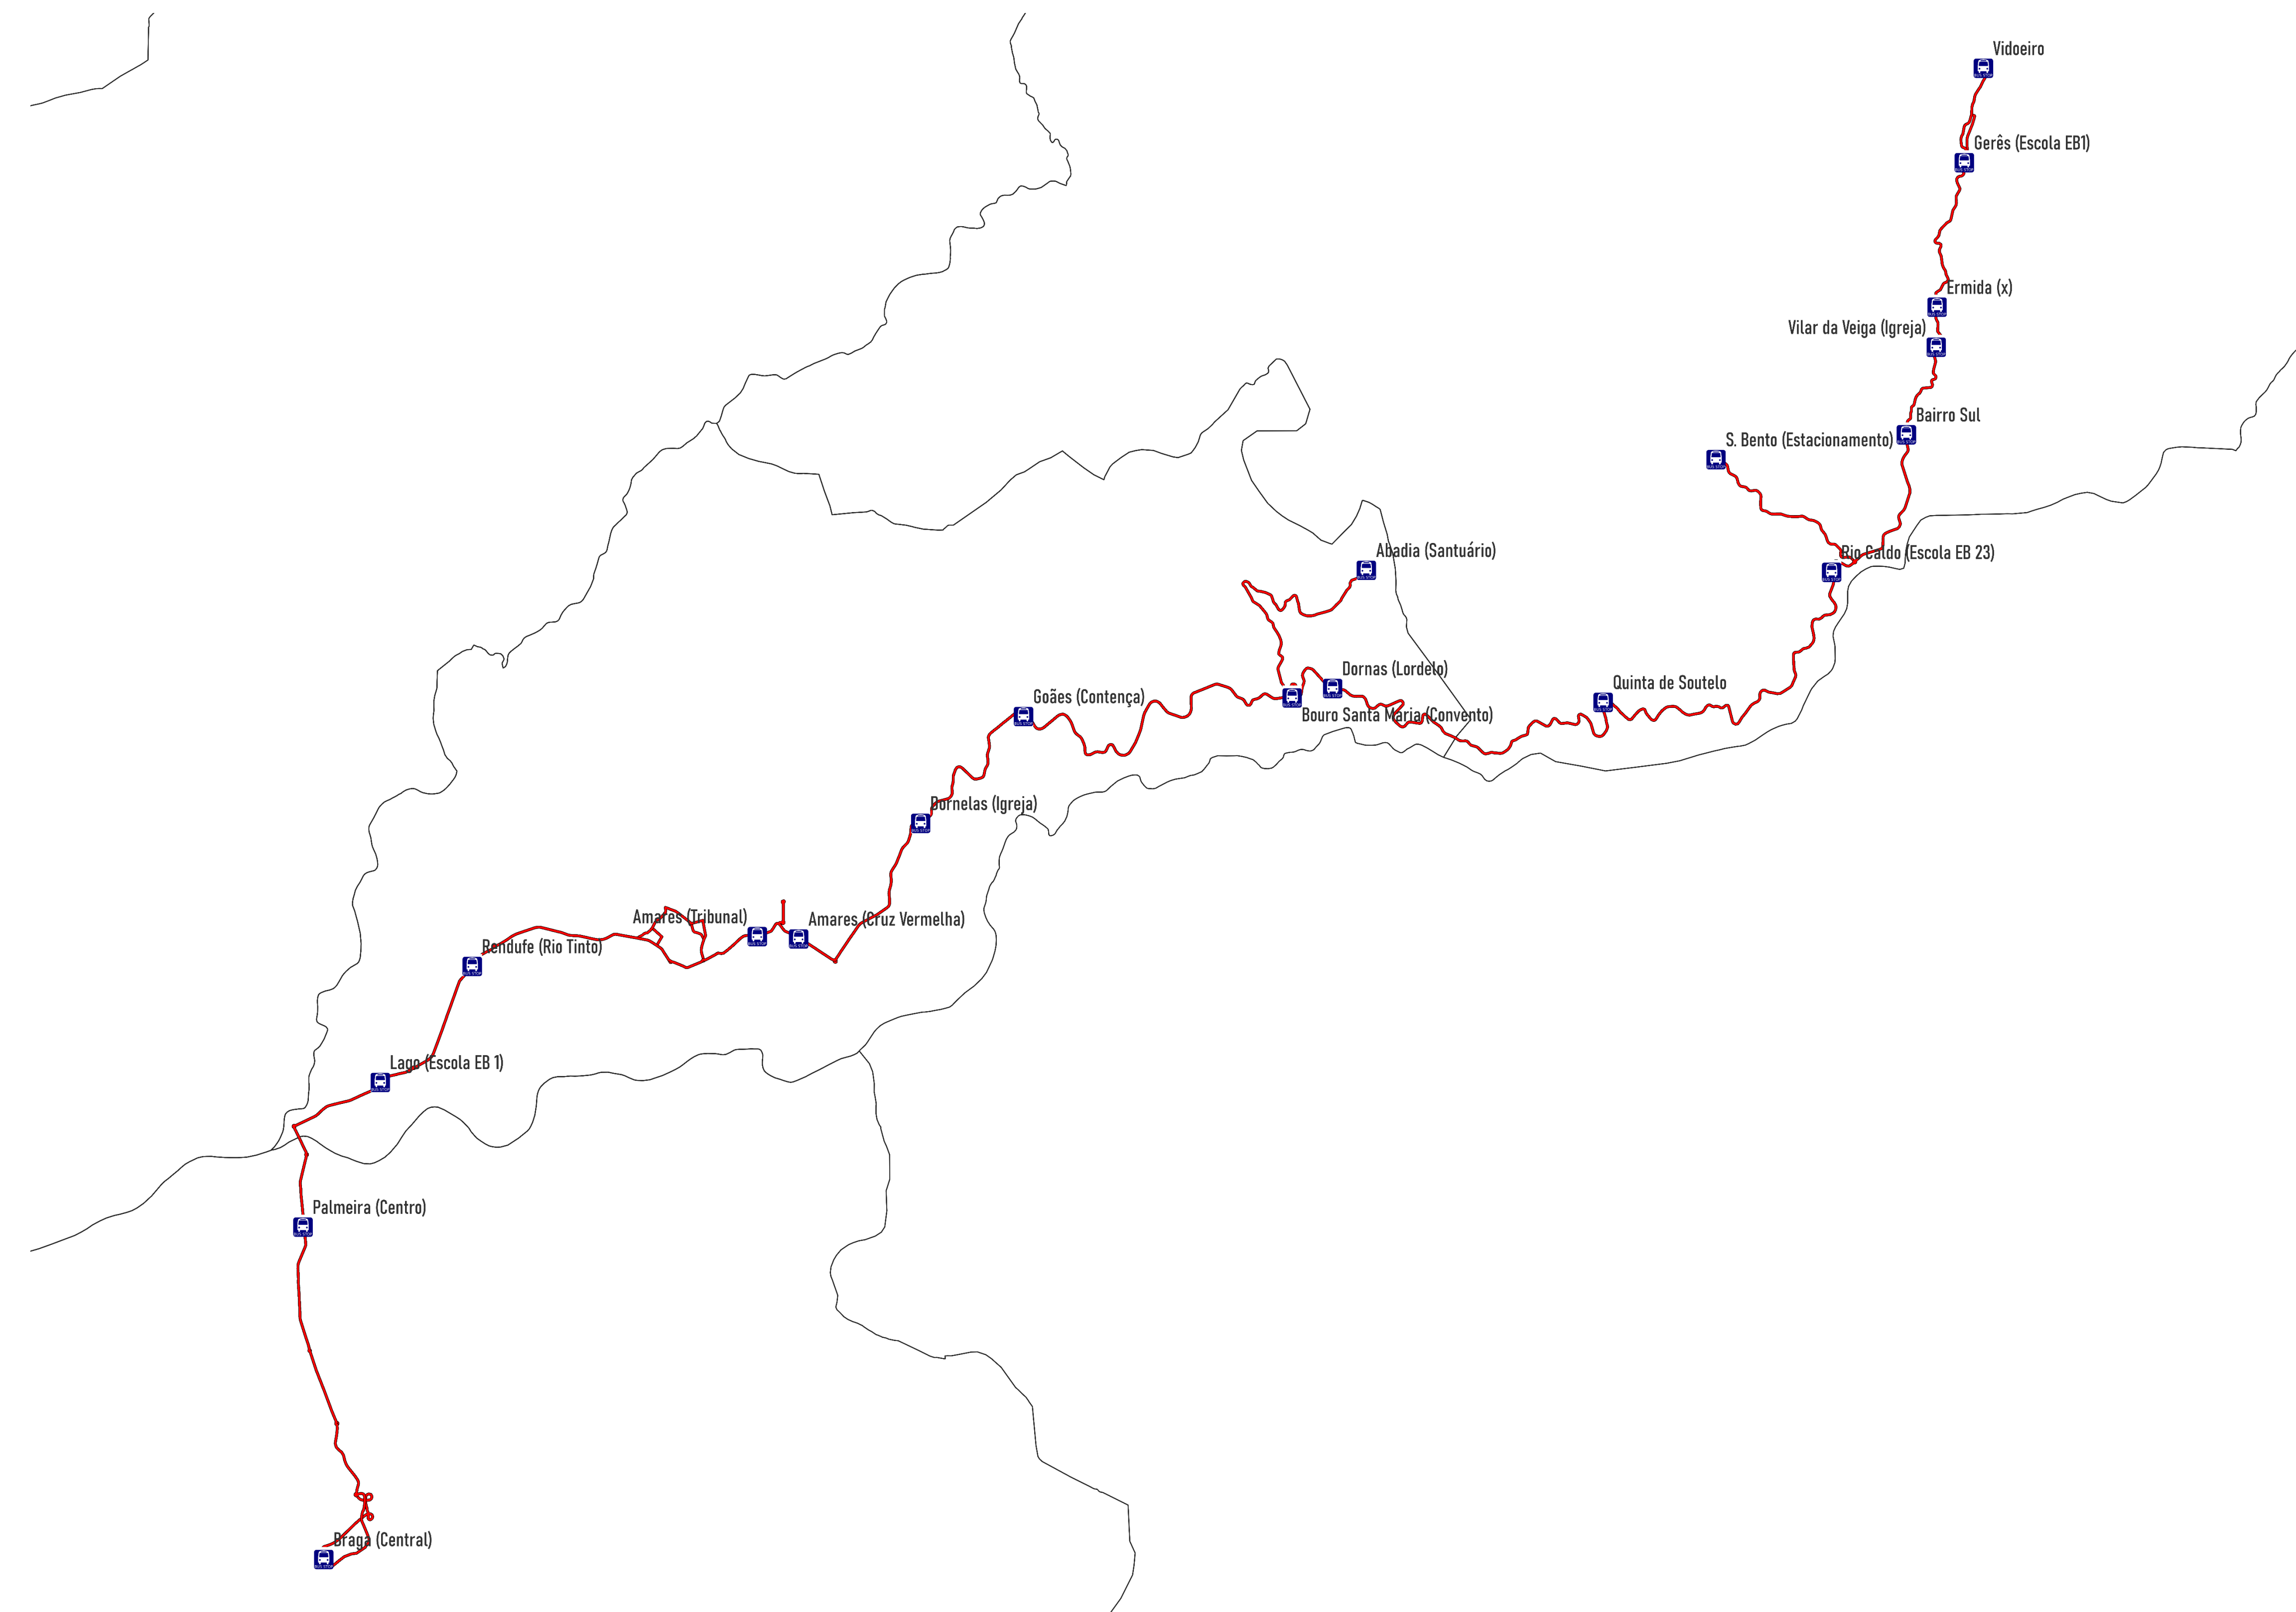 Vidoeiro
Gerês (Escola EB1)
Ermida (x)
Vilar da Veiga (Igreja)
Bairro Sul
S. Bento (Estacionamento)
Abadia (Santuário)
Rio Caldo (Escola EB 23)
Dornas (Lordelo)
Quinta de Soutelo
Goães (Contença)
Bouro Santa Maria (Convento)
Dornelas (Igreja)
Amares (Tribunal)
Amares (Cruz Vermelha)
Rendufe (Rio Tinto)
Lago (Escola EB 1)
Palmeira (Centro)
Braga (Central)